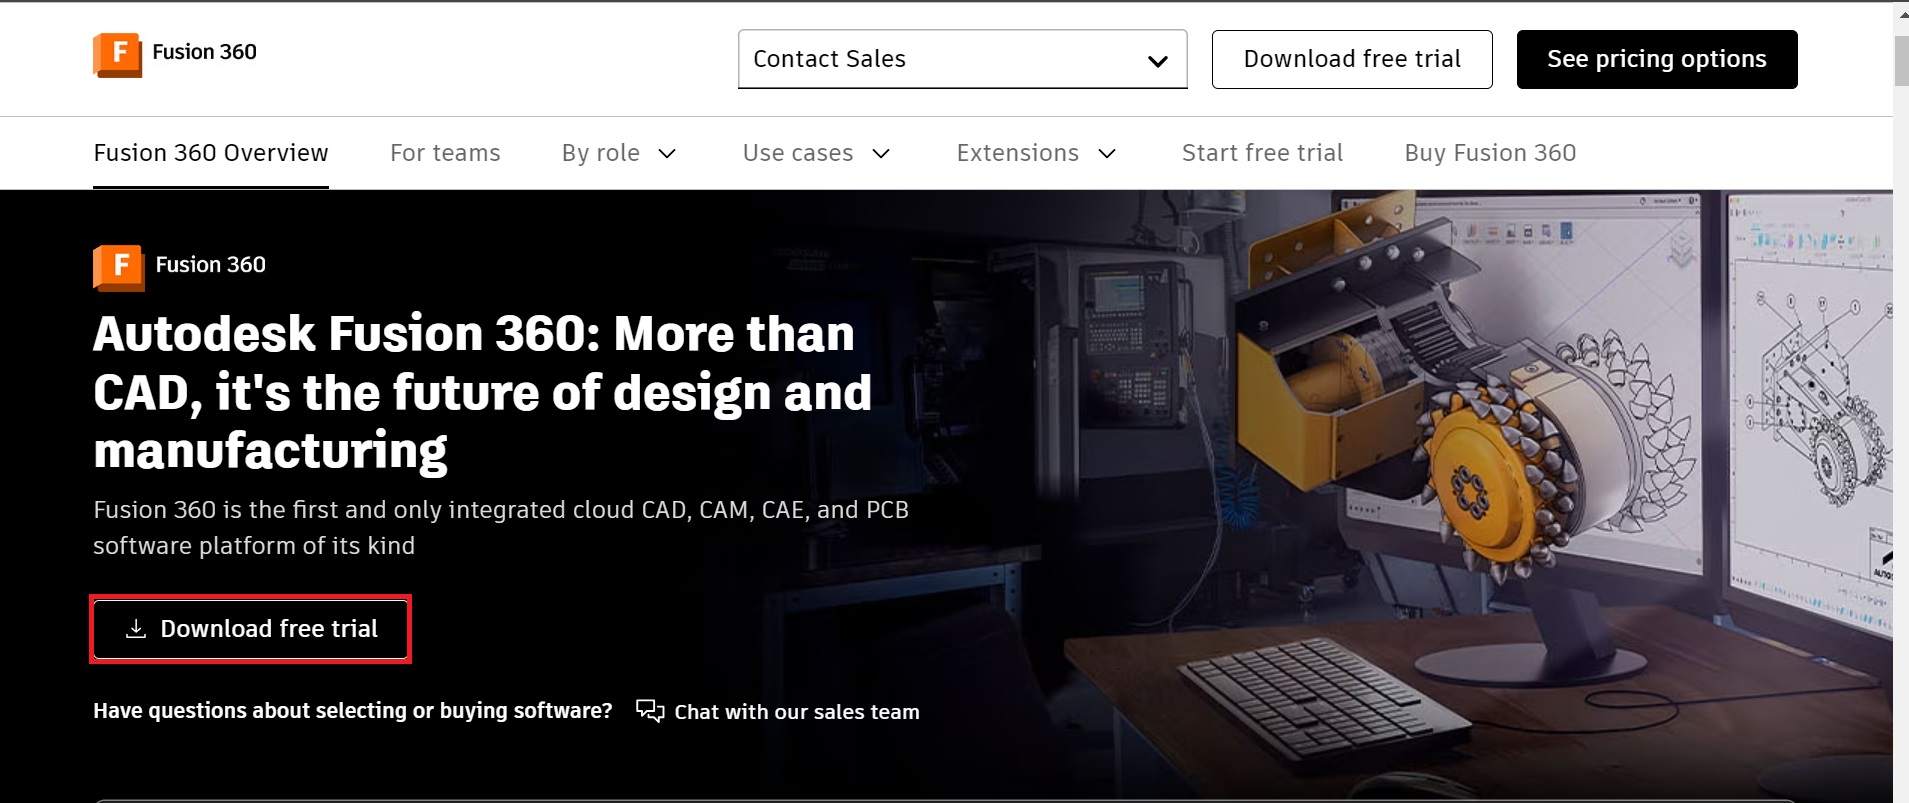 F Fusion 360
Contact Sales
Download free trial
See pricing options
Fusion 360 Overview
For teams
By role
Use cases
Extensions
Start free trial
Buy Fusion 360
F Fusion 360
Autodesk Fusion 360: More than
CAD, it's the future of design and
manufacturing
Fusion 360 is the first and only integrated cloud CAD, CAM, CAE, and PCB
software platform of its kind
Download free trial
Have questions about selecting or buying software?
Chat with our sales team